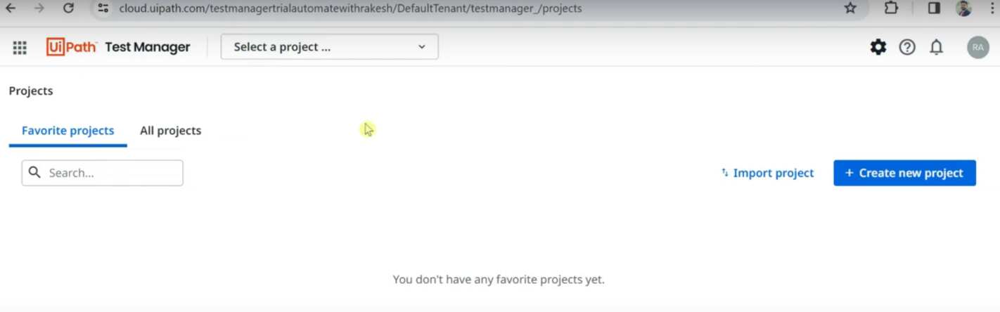 cloud.uipath.com/testmanagertrialautomatewithrakesh/DefaultTenant/testmanager_/projects
UiPath Test Manager Select a project ... RA
Projects
Favorite projects All projects
Search... Import project + Create new project
You don't have any favorite projects yet.